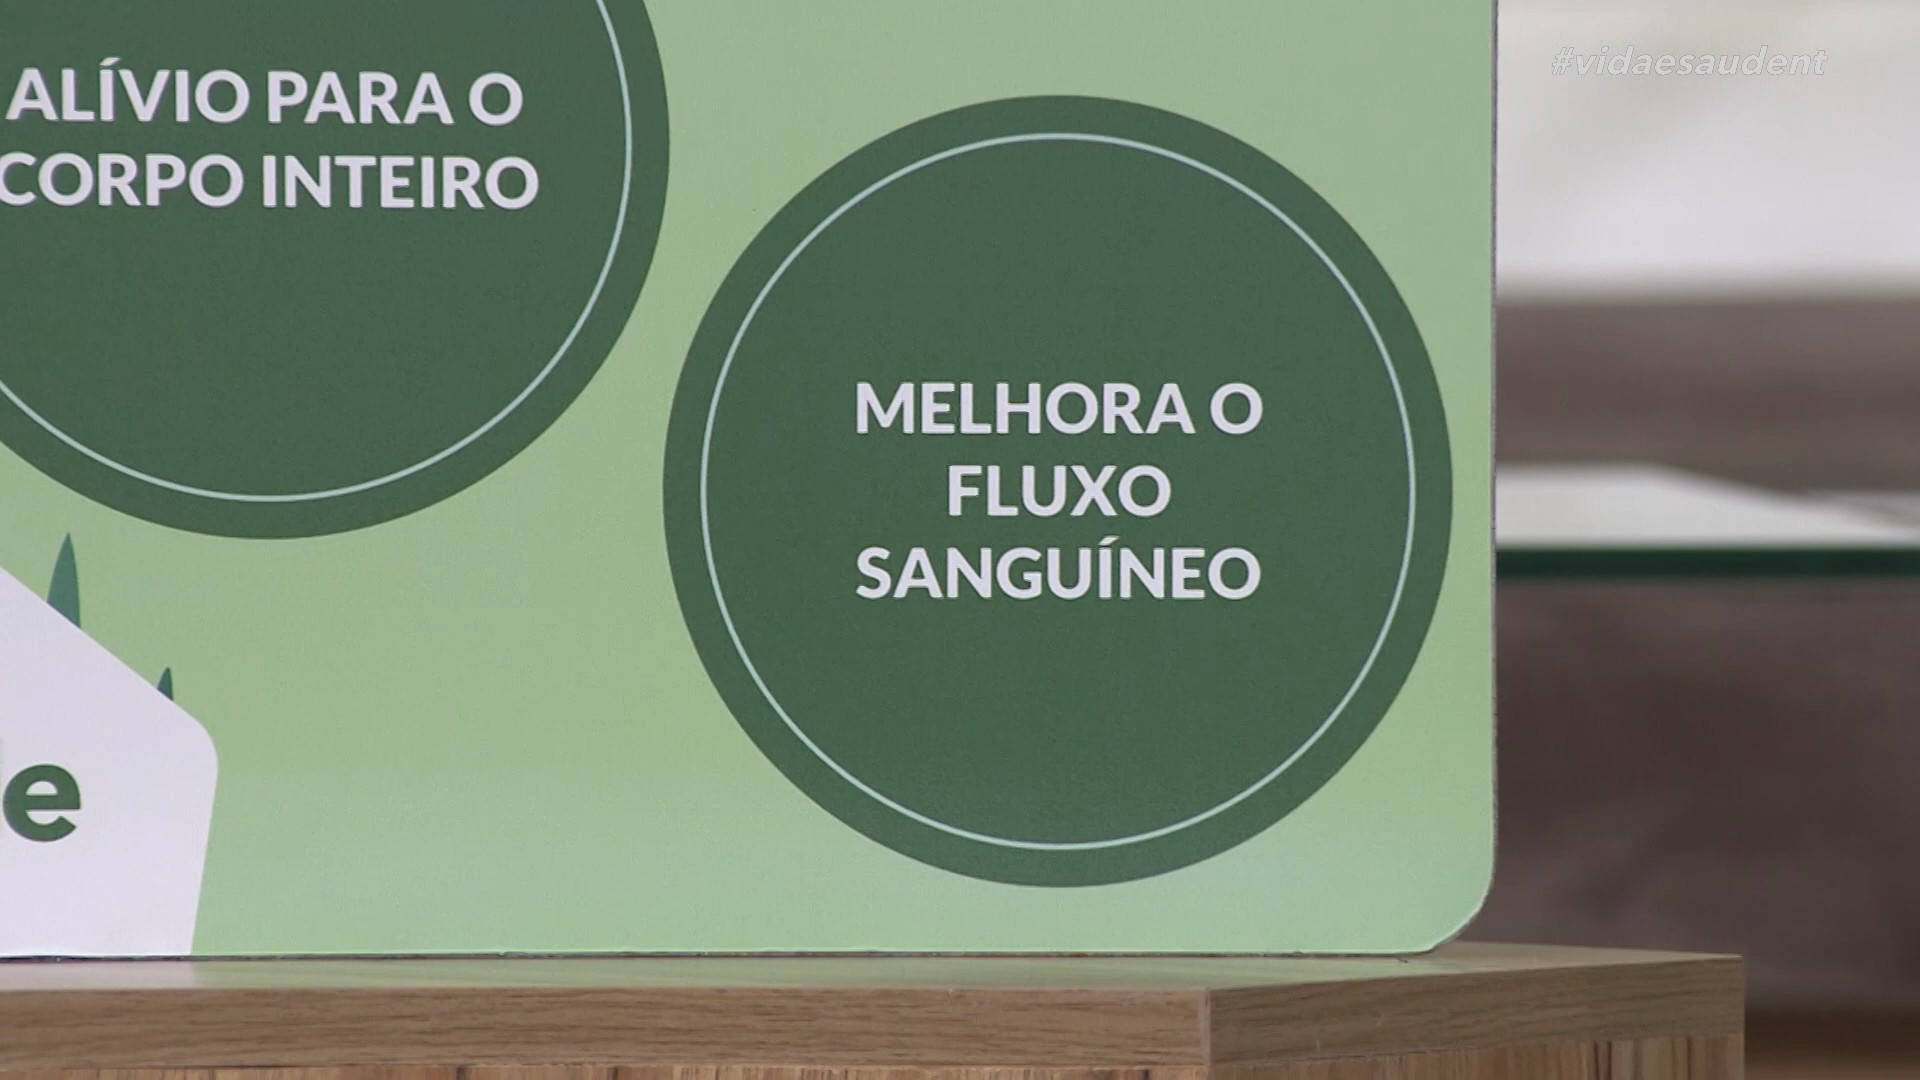 #vidaesaudent
ALÍVIO PARA O
CORPO INTEIRO
MELHORA O
FLUXO
SANGUÍNEO